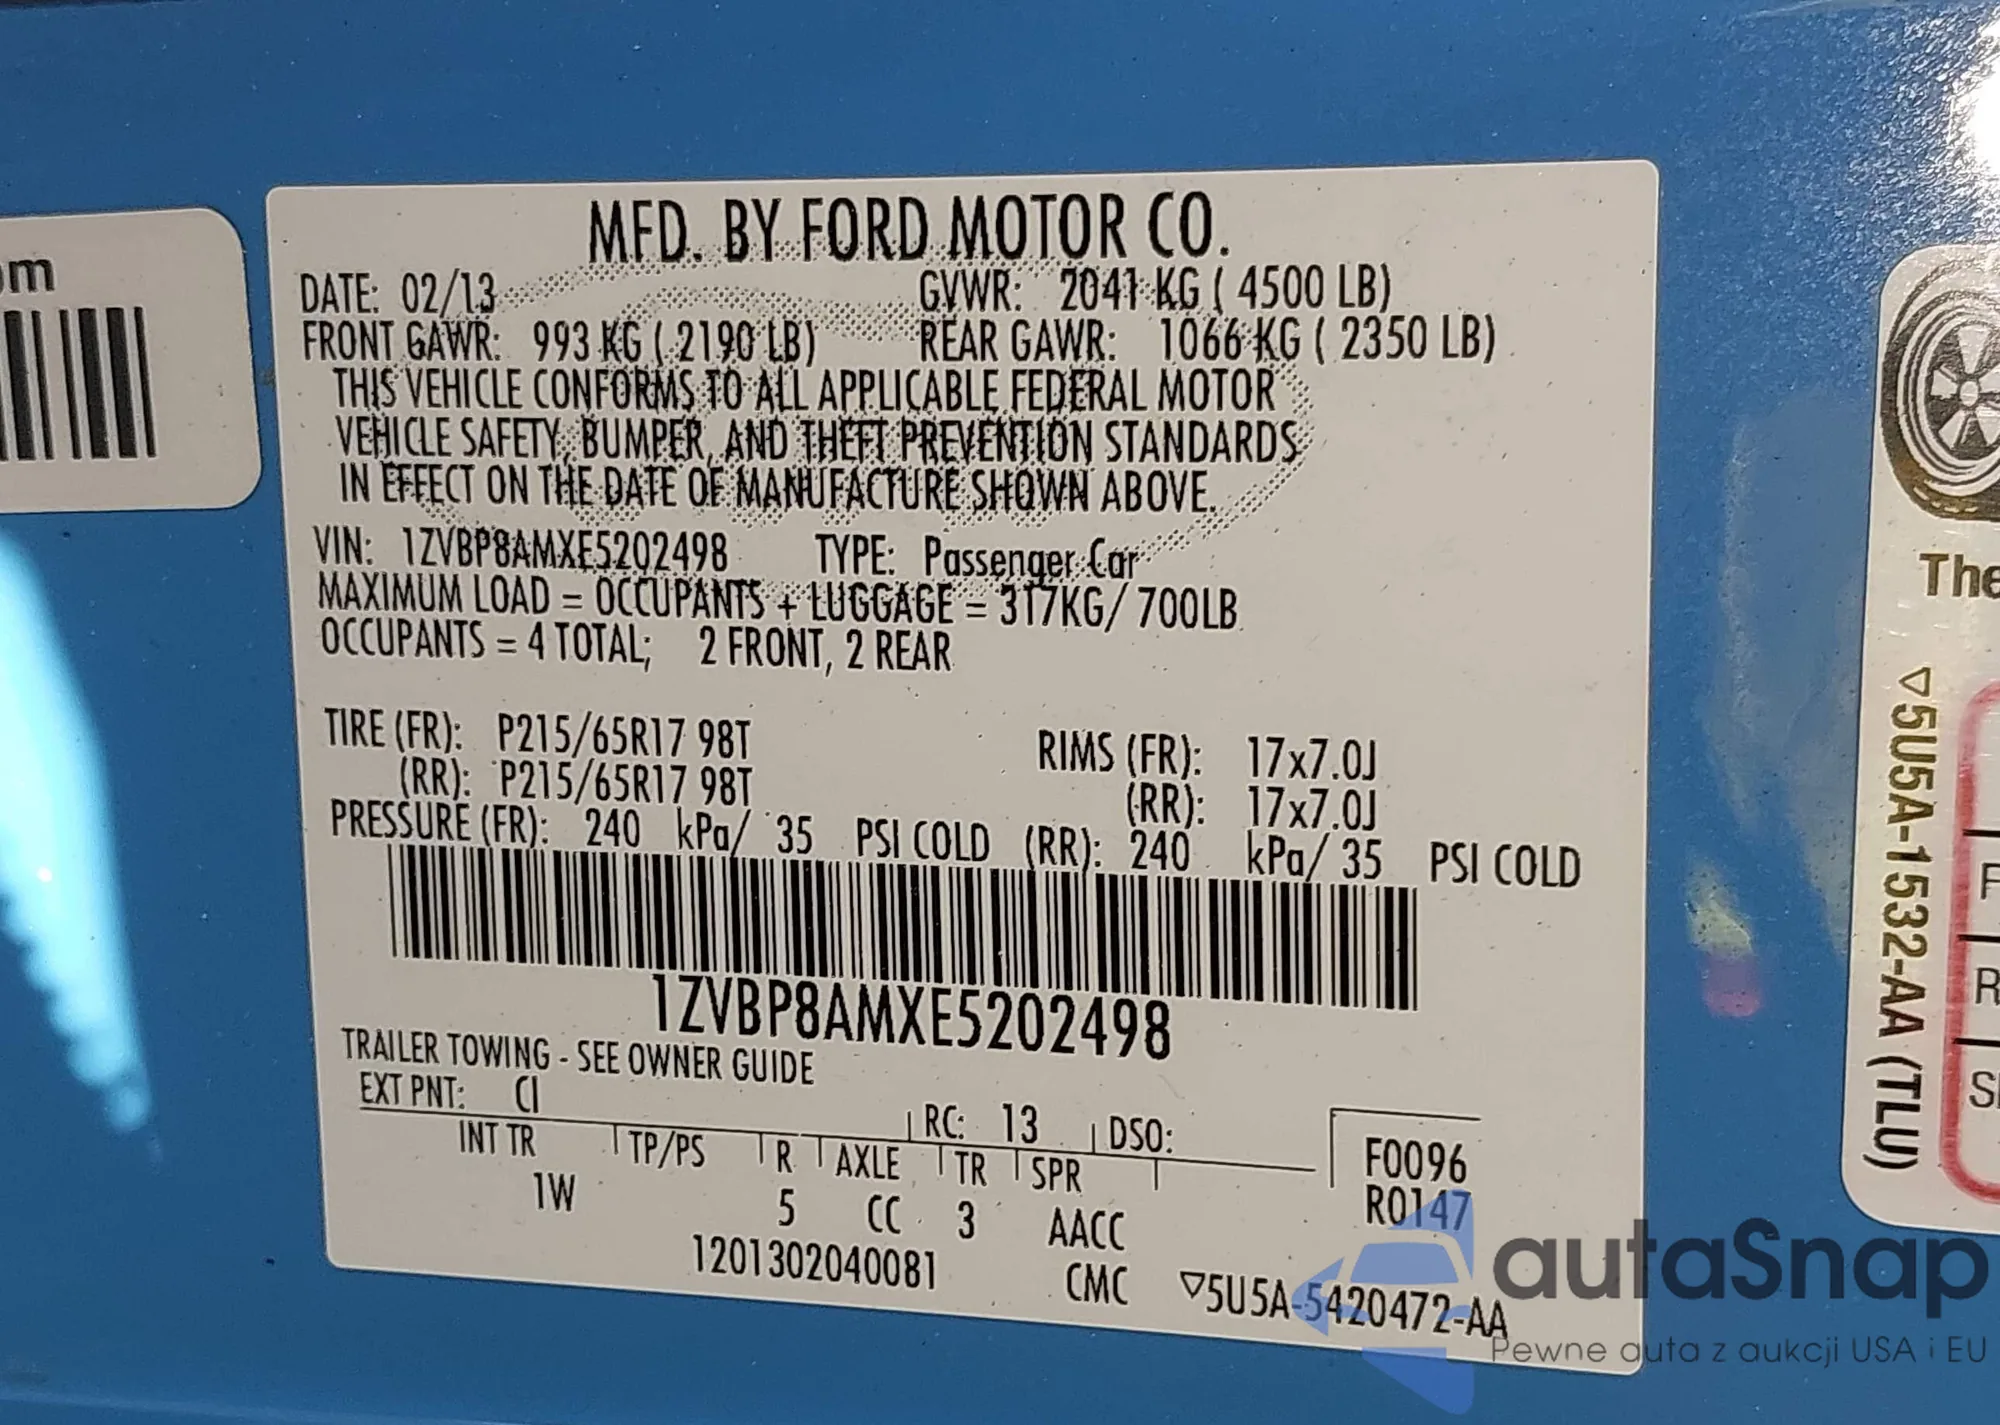 om
MFD. BY FORD MOTOR CO.
DATE: 02/13 GVWR: 2041 KG ( 4500 LB)
FRONT GAWR: 993 KG ( 2190 LB) REAR GAWR: 1066 KG ( 2350 LB)
THIS VEHICLE CONFORMS TO ALL APPLICABLE FEDERAL MOTOR
VEHICLE SAFETY, BUMPER, AND THEFT PREVENTION STANDARDS
IN EFFECT ON THE DATE OF MANUFACTURE SHOWN ABOVE.
VIN: 1ZVBP8AMXE5202498 TYPE: Passenger Car
MAXIMUM LOAD = OCCUPANTS + LUGGAGE = 317KG/ 700LB
OCCUPANTS = 4 TOTAL; 2 FRONT, 2 REAR
TIRE (FR): P215/65R17 98T RIMS (FR): 17x7.0J
(RR): P215/65R17 98T (RR): 17x7.0J
PRESSURE (FR): 240 kPa/ 35 PSI COLD (RR): 240 kPa/ 35 PSI COLD
1ZVBP8AMXE5202498
TRAILER TOWING - SEE OWNER GUIDE
EXT PNT: CI RC: 13 DSO:
INT TR TP/PS R AXLE TR SPR F0096
1W 5 CC 3 AACC R0147
1201302040081 CMC ▽5U5A-5420472-AA
The
▽5U5A-1532-AA (TLU)
F
R
S
autaSnap
Pewne auta z aukcji USA i EU